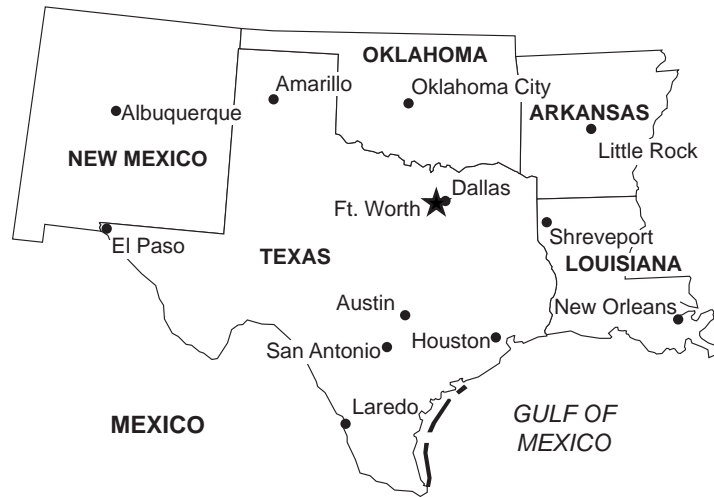 OKLAHOMA
Amarillo
Oklahoma City
Albuquerque
ARKANSAS
Little Rock
NEW MEXICO
Dallas
Ft. Worth
El Paso
Shreveport
TEXAS
LOUISIANA
Austin
New Orleans
Houston
San Antonio
Laredo
MEXICO
GULF OF
MEXICO